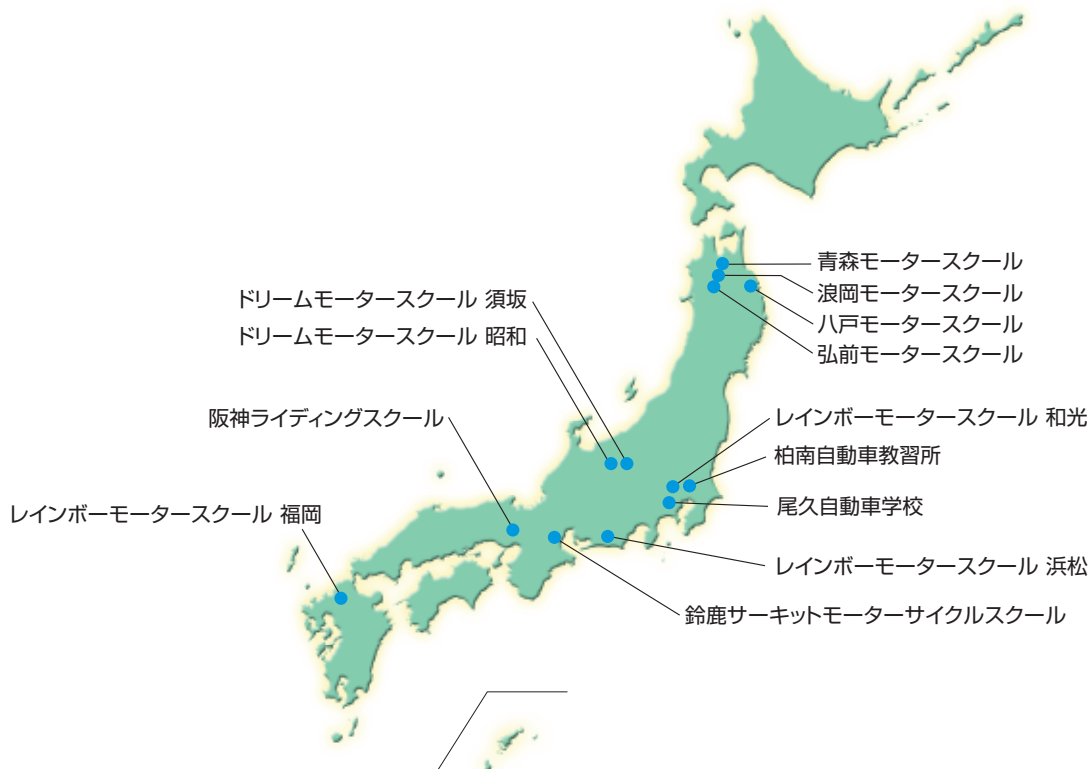 青森モータースクール
浪岡モータースクール
八戸モータースクール
弘前モータースクール
ドリームモータースクール 須坂
ドリームモータースクール 昭和
阪神ライディングスクール
レインボーモータースクール 和光
柏南自動車教習所
尾久自動車学校
レインボーモータースクール 福岡
レインボーモータースクール 浜松
鈴鹿サーキットモーターサイクルスクール